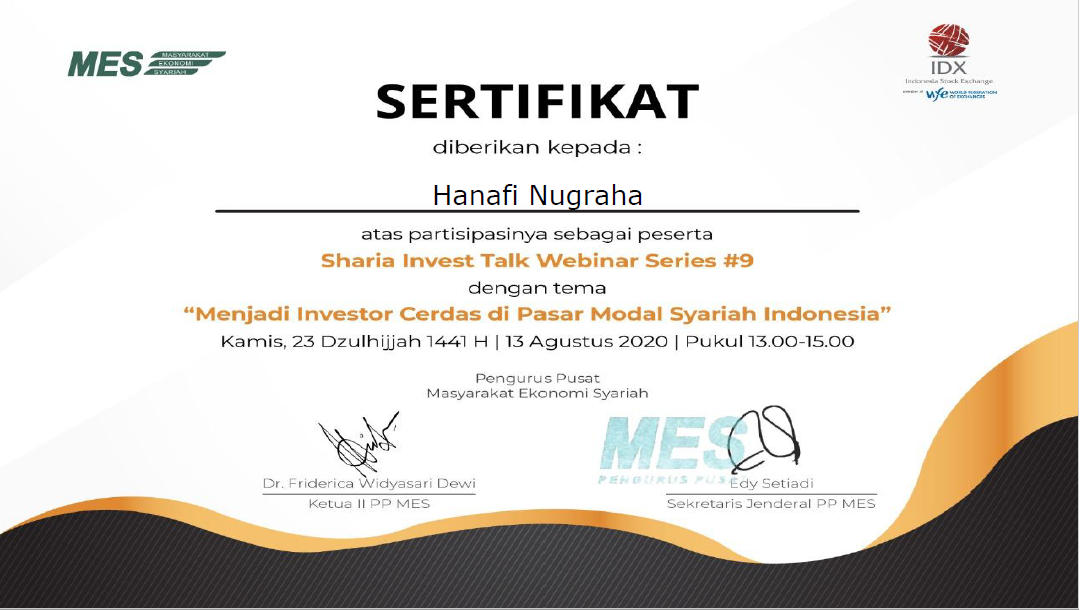 MES MASYARAKAT
EKONOMI
SYARIAH
IDX
Indonesia Stock Exchange
member of wfe WORLD FEDERATION
OF EXCHANGES
SERTIFIKAT
diberikan kepada :
Hanafi Nugraha
atas partisipasinya sebagai peserta
Sharia Invest Talk Webinar Series #9
dengan tema
“Menjadi Investor Cerdas di Pasar Modal Syariah Indonesia”
Kamis, 23 Dzulhijjah 1441 H | 13 Agustus 2020 | Pukul 13.00-15.00
Pengurus Pusat
Masyarakat Ekonomi Syariah
MES
PENGURUS PUSAT
Dr. Friderica Widyasari Dewi
Ketua II PP MES
Edy Setiadi
Sekretaris Jenderal PP MES